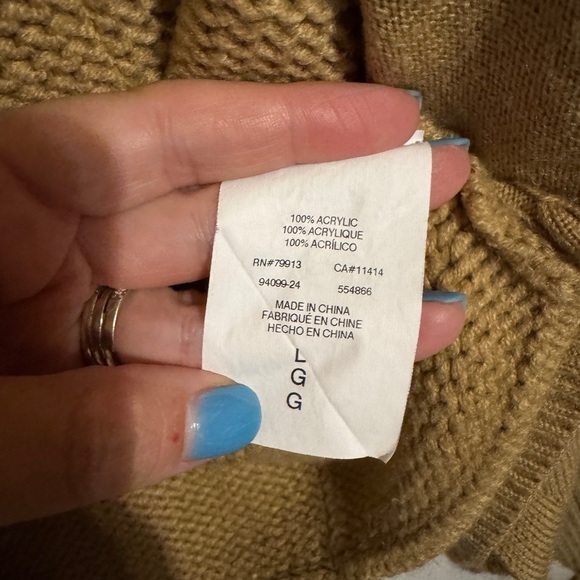 100% ACRYLIC
100% ACRYLIQUE
100% ACRÍLICO
RN#79913 CA#11414
94099-24 554866
MADE IN CHINA
FABRIQUÉ EN CHINE
HECHO EN CHINA
L
G
G